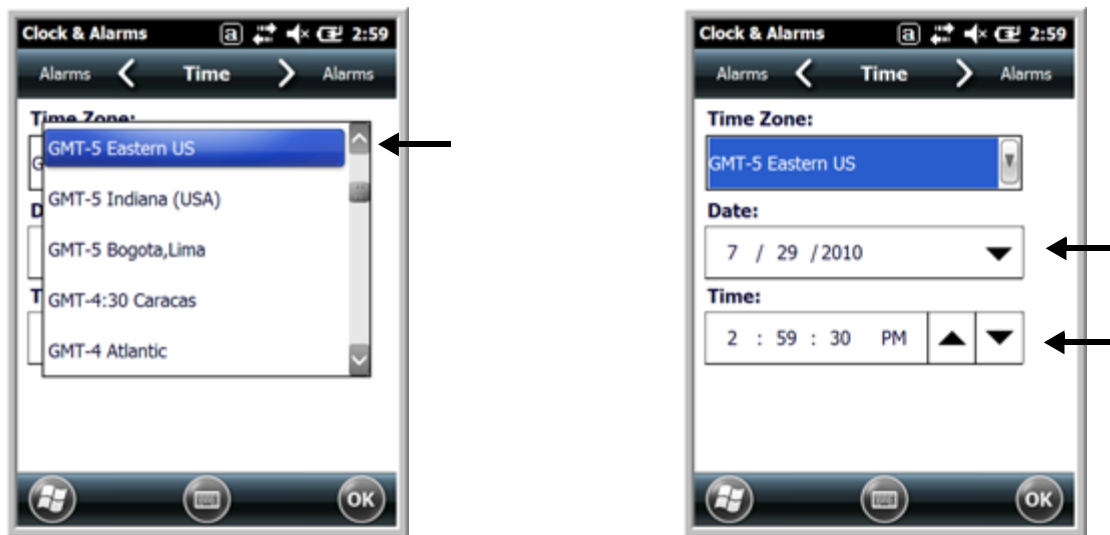 Clock & Alarms a 2:59
Alarms Time Alarms
Time Zone:
GMT-5 Eastern US
GMT-5 Indiana (USA)
GMT-5 Bogota,Lima
GMT-4:30 Caracas
GMT-4 Atlantic
OK
Clock & Alarms a 2:59
Alarms Time Alarms
Time Zone:
GMT-5 Eastern US
Date:
7 / 29 / 2010
Time:
2 : 59 : 30 PM
OK